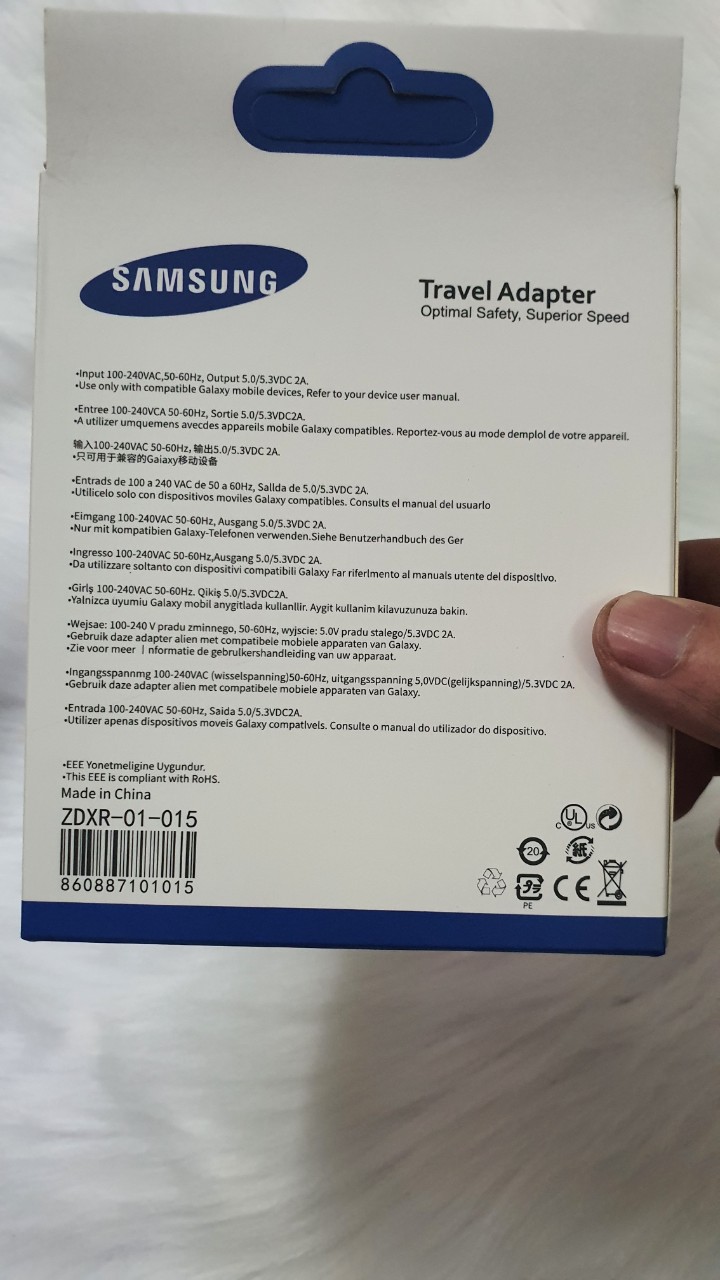 SAMSUNG
Travel Adapter
Optimal Safety, Superior Speed
•Input 100-240VAC,50-60Hz, Output 5.0/5.3VDC 2A.
•Use only with compatible Galaxy mobile devices, Refer to your device user manual.
•Entree 100-240VCA 50-60Hz, Sortie 5.0/5.3VDC2A.
•A utilizer umquemens avecdes appareils mobile Galaxy compatibles. Reportez-vous au mode demplol de votre appareil.
输入100-240VAC 50-60Hz, 输出5.0/5.3VDC 2A.
•只可用于兼容的Gaiaxy移动设备
•Entrads de 100 a 240 VAC de 50 a 60Hz, Sallda de 5.0/5.3VDC 2A.
•Utilicelo solo con dispositivos moviles Galaxy compatibles. Consults el manual del usuarlo
•Eimgang 100-240VAC 50-60Hz, Ausgang 5.0/5.3VDC 2A.
•Nur mit kompatibien Galaxy-Telefonen verwenden.Siehe Benutzerhandbuch des Ger
•Ingresso 100-240VAC 50-60Hz,Ausgang 5.0/5.3VDC 2A.
•Da utilizzare soltanto con dispositivi compatibili Galaxy Far riferlmento al manuals utente del disposltlvo.
•Girlş 100-240VAC 50-60Hz. Qikiş 5.0/5.3VDC2A.
•Yalnizca uyumiu Galaxy mobil anygitlada kullanllir. Aygit kullanim kilavuzunuza bakin.
•Wejsae: 100-240 V pradu zminnego, 50-60Hz, wyjscie: 5.0V pradu stalego/5.3VDC 2A.
•Gebruik daze adapter alien met compatibele mobiele apparaten van Galaxy.
•Zie voor meer | nformatie de gebruikershandleiding van uw apparaat.
•Ingangsspannmg 100-240VAC (wisselspanning)50-60Hz, uitgangsspanning 5,0VDC(gelijkspanning)/5.3VDC 2A.
•Gebruik daze adapter alien met compatibele mobiele apparaten van Galaxy.
•Entrada 100-240VAC 50-60Hz, Saida 5.0/5.3VDC2A.
•Utilizer apenas dispositivos moveis Galaxy compatlvels. Consulte o manual do utilizador do dispositivo.
•EEE Yonetmeligine Uygundur.
•This EEE is compliant with RoHS.
Made in China
ZDXR-01-015
860887101015
c UL us
20
紙
プラ
PE
CE